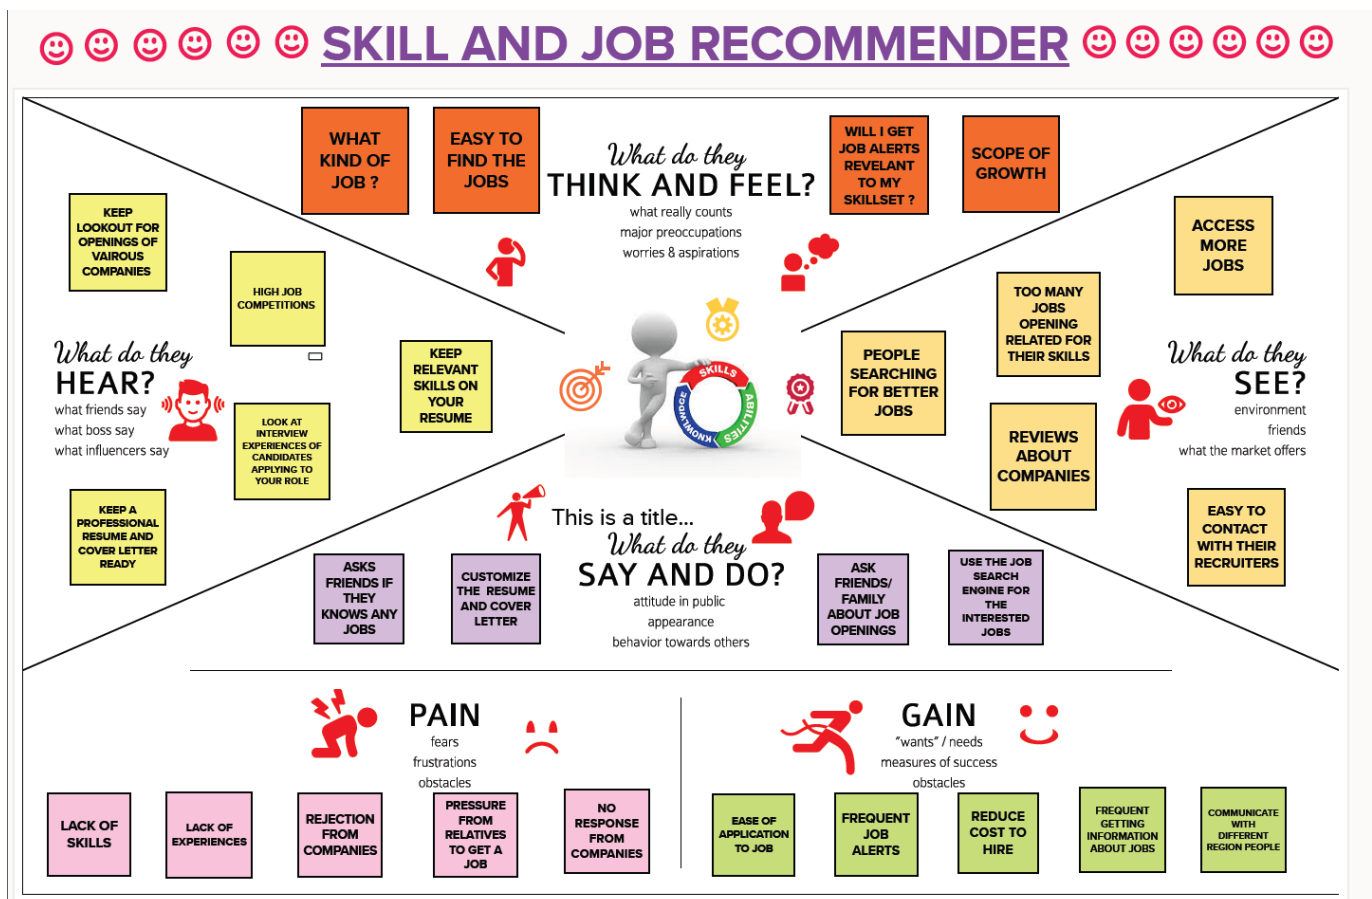 SKILL AND JOB RECOMMENDER
WHAT
KIND OF
JOB ?
EASY TO
FIND THE
JOBS
What do they
THINK AND FEEL?
what really counts
major preoccupations
worries & aspirations
WILL I GET
JOB ALERTS
REVELANT
TO MY
SKILLSET ?
SCOPE OF
GROWTH
KEEP
LOOKOUT FOR
OPENINGS OF
VAIROUS
COMPANIES
HIGH JOB
COMPETITIONS
What do they
HEAR?
what friends say
what boss say
what influencers say
KEEP
RELEVANT
SKILLS ON
YOUR
RESUME
LOOK AT
INTERVIEW
EXPERIENCES OF
CANDIDATES
APPLYING TO
YOUR ROLE
KEEP A
PROFESSIONAL
RESUME AND
COVER LETTER
READY
SKILLS
ABILITIES
KNOWLWDGE
ACCESS
MORE
JOBS
TOO MANY
JOBS
OPENING
RELATED FOR
THEIR SKILLS
PEOPLE
SEARCHING
FOR BETTER
JOBS
What do they
SEE?
environment
friends
what the market offers
REVIEWS
ABOUT
COMPANIES
EASY TO
CONTACT
WITH THEIR
RECRUITERS
This is a title...
What do they
SAY AND DO?
attitude in public
appearance
behavior towards others
ASKS
FRIENDS IF
THEY
KNOWS ANY
JOBS
CUSTOMIZE
THE RESUME
AND COVER
LETTER
ASK
FRIENDS/
FAMILY
ABOUT JOB
OPENINGS
USE THE JOB
SEARCH
ENGINE FOR
THE
INTERESTED
JOBS
PAIN
fears
frustrations
obstacles
LACK OF
SKILLS
LACK OF
EXPERIENCES
REJECTION
FROM
COMPANIES
PRESSURE
FROM
RELATIVES
TO GET A
JOB
NO
RESPONSE
FROM
COMPANIES
GAIN
"wants" / needs
measures of success
obstacles
EASE OF
APPLICATION
TO JOB
FREQUENT
JOB
ALERTS
REDUCE
COST TO
HIRE
FREQUENT
GETTING
INFORMATION
ABOUT JOBS
COMMUNICATE
WITH
DIFFERENT
REGION PEOPLE